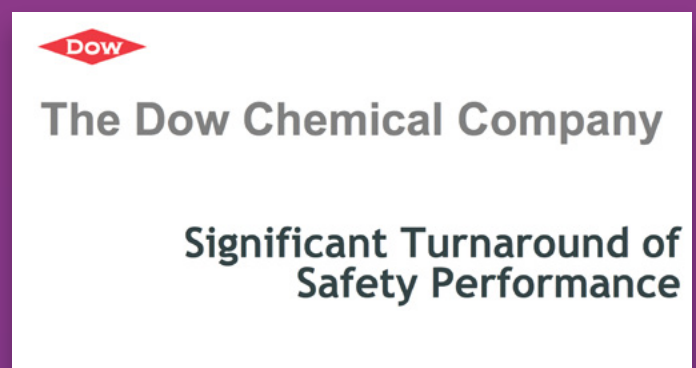 Dow
The Dow Chemical Company
Significant Turnaround of
Safety Performance